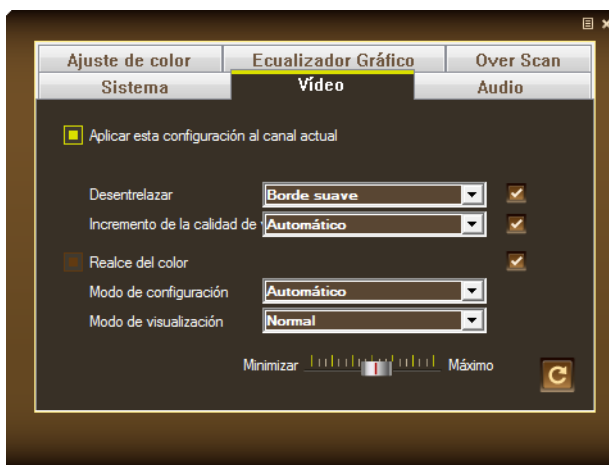 Ajuste de color
Ecualizador Gráfico
Over Scan
Sistema
Vídeo
Audio
Aplicar esta configuración al canal actual
Desentrelazar
Borde suave
Incremento de la calidad de
Automático
Realce del color
Modo de configuración
Automático
Modo de visualización
Normal
Minimizar
Máximo